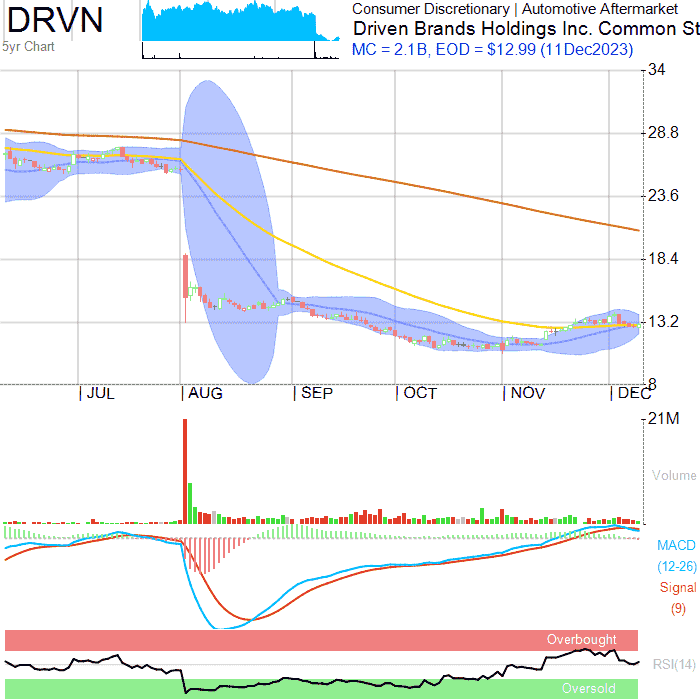 DRVN
5yr Chart
Consumer Discretionary | Automotive Aftermarket
Driven Brands Holdings Inc. Common St
MC = 2.1B, EOD = $12.99 (11Dec2023)
34
28.8
23.6
18.4
13.2
8
| JUL | AUG | SEP | OCT | NOV | DEC
21M
Volume
MACD
(12-26)
Signal
(9)
Overbought
RSI(14)
Oversold